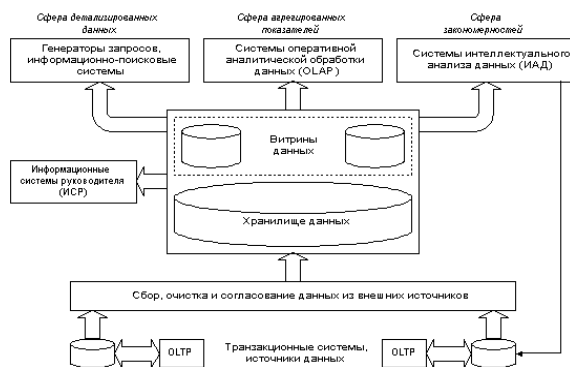 Сфера детализированных
данных
Сфера агрегированных
показателей
Сфера
закономерностей
Генераторы запросов,
информационно-поисковые
системы
Системы оперативной
аналитической обработки
данных (OLAP)
Системы интеллектуального
анализа данных (ИАД)
Витрины
данных
Информационные
системы руководителя
(ИСР)
Хранилище данных
Сбор, очистка и согласование данных из внешних источников
OLTP
Транзакционные системы,
источники данных
OLTP